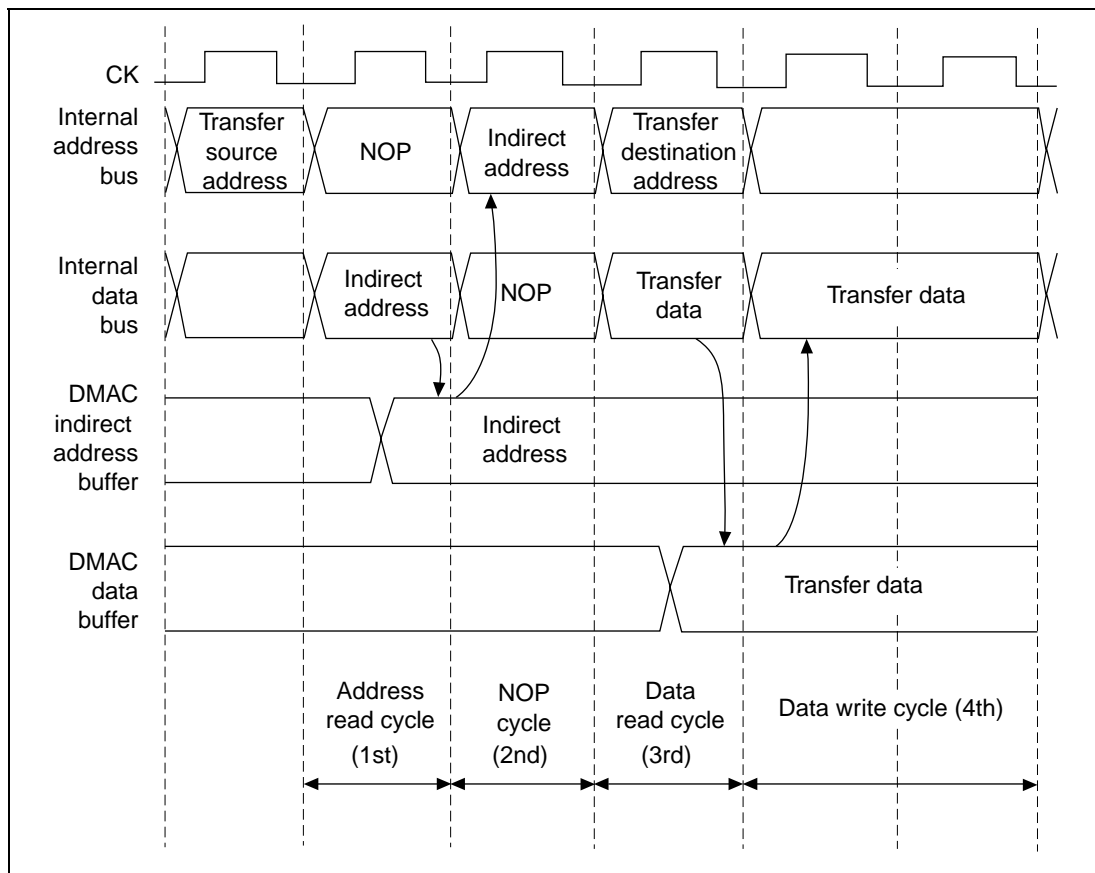 CK
Internal
address
bus
Transfer
source
address
NOP
Indirect
address
Transfer
destination
address
Internal
data
bus
Indirect
address
NOP
Transfer
data
Transfer data
DMAC
indirect
address
buffer
Indirect
address
DMAC
data
buffer
Transfer data
Address
read cycle
(1st)
NOP
cycle
(2nd)
Data
read cycle
(3rd)
Data write cycle (4th)